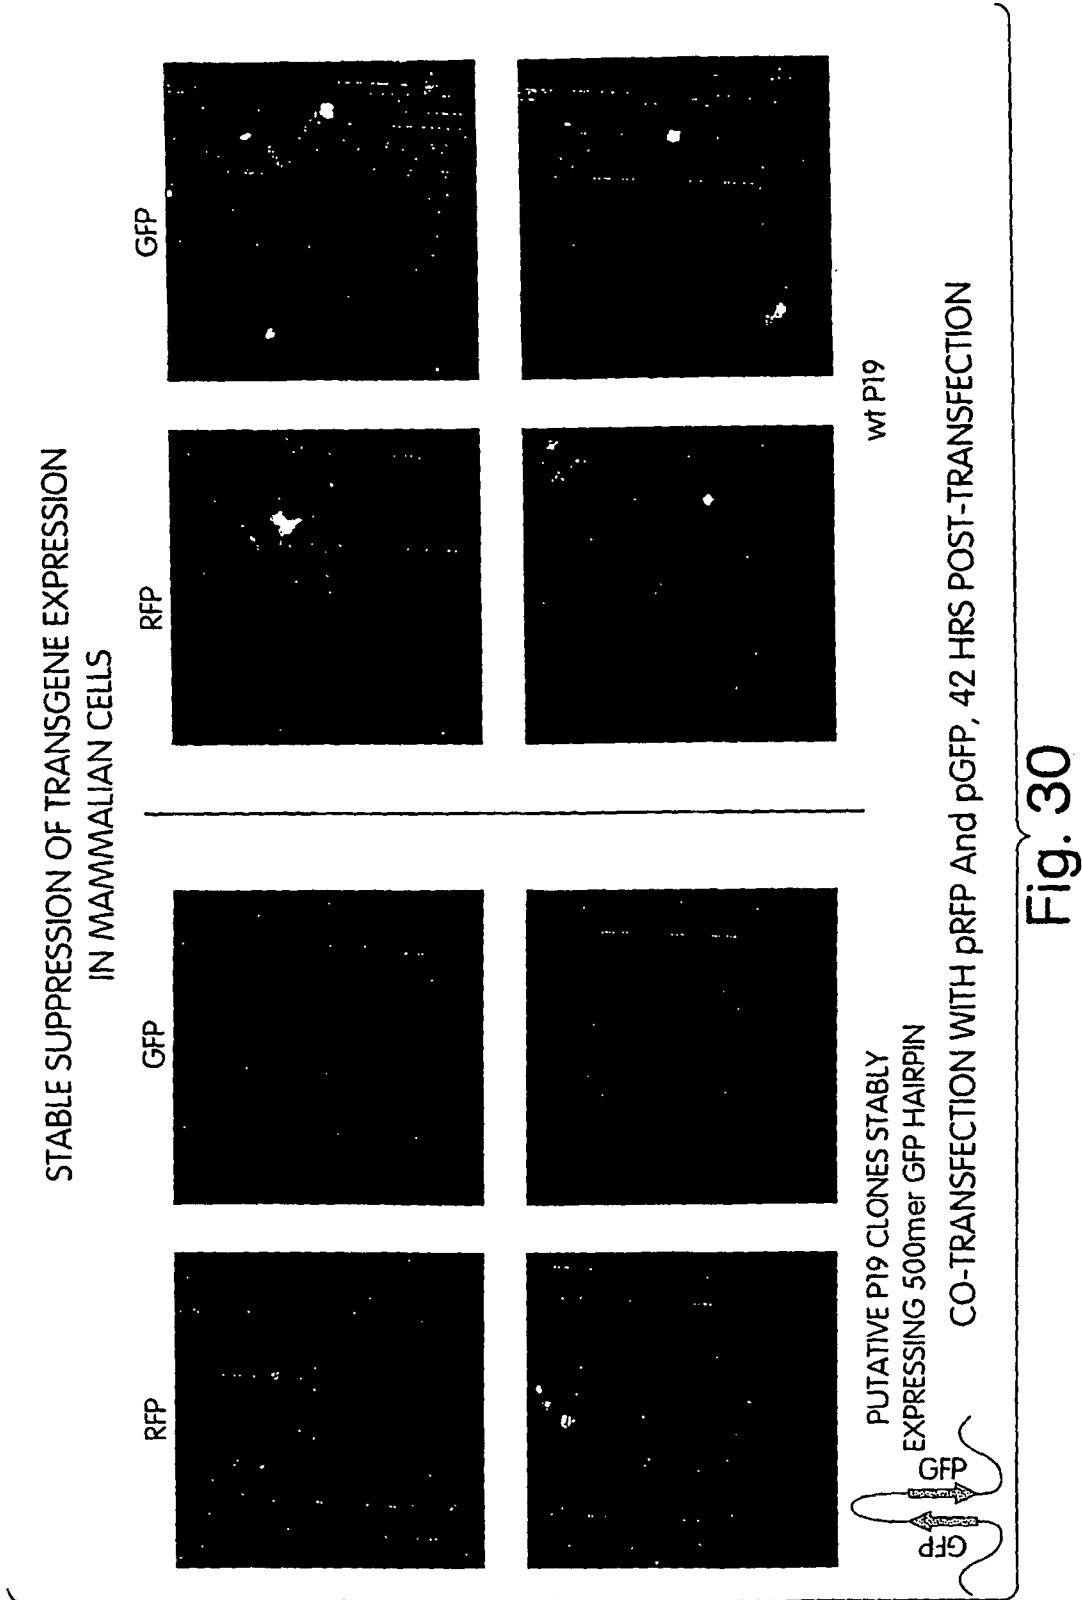 STABLE SUPPRESSION OF TRANSGENE EXPRESSION
IN MAMMALIAN CELLS
RFP
GFP
RFP
GFP
PUTATIVE P19 CLONES STABLY
EXPRESSING 500mer GFP HAIRPIN
wt P19
GFP
GFP
CO-TRANSFECTION WITH pRFP And pGFP, 42 HRS POST-TRANSFECTION
Fig. 30